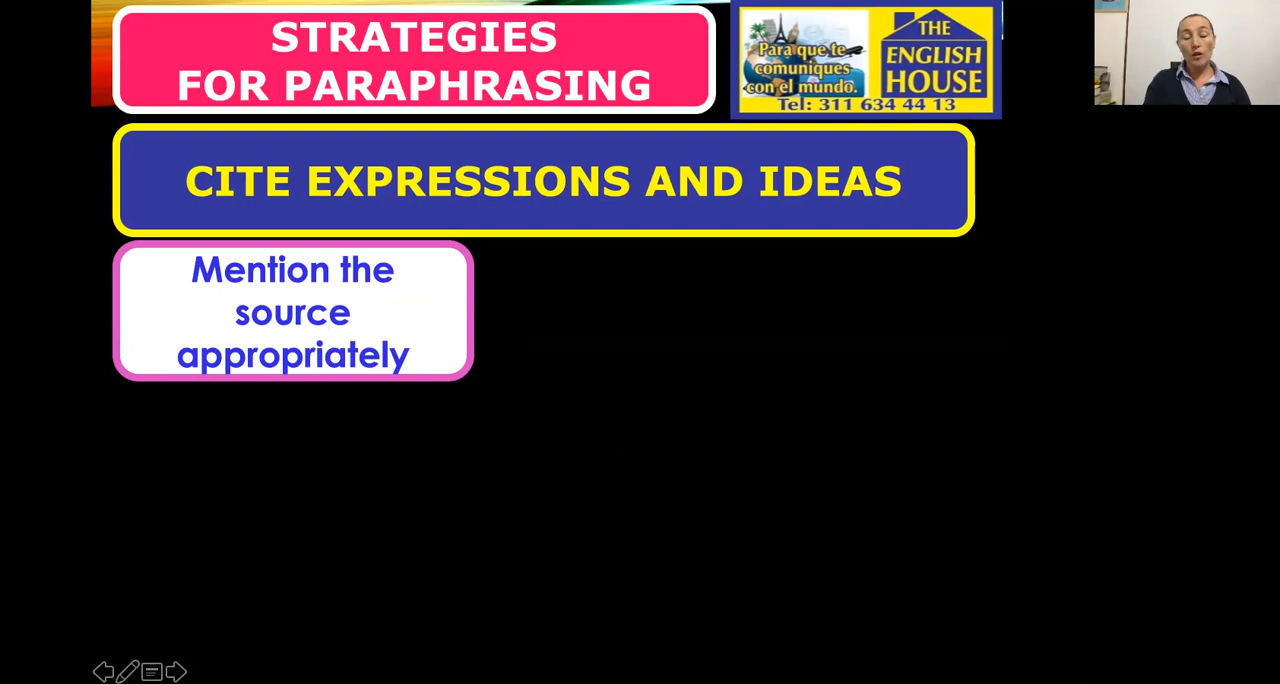 STRATEGIES
FOR PARAPHRASING
Para que te
comuniques
con el mundo.
THE
ENGLISH
HOUSE
Tel: 311 634 44 13
CITE EXPRESSIONS AND IDEAS
Mention the
source
appropriately